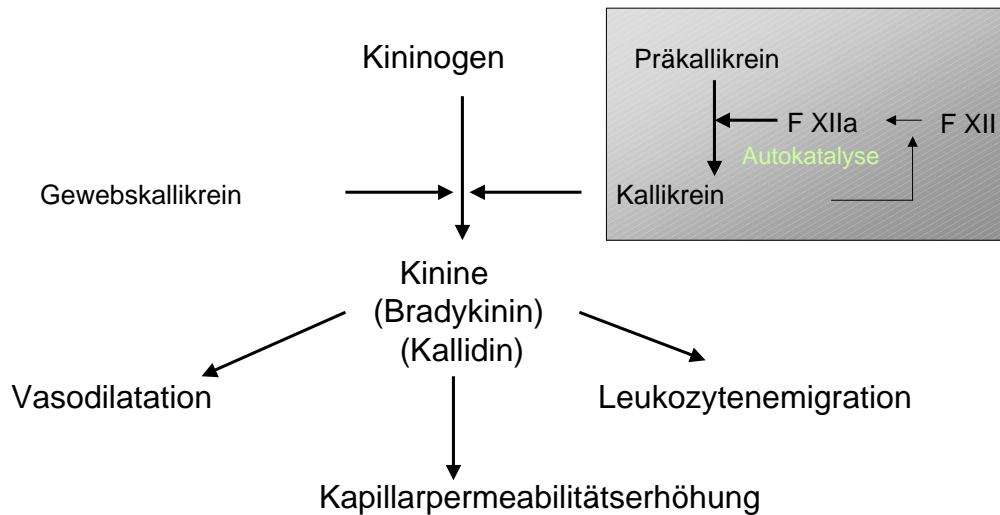 Kininogen
Präkallikrein
F XIIa
F XII
Autokatalyse
Gewebskallikrein
Kallikrein
Kinine
(Bradykinin)
(Kallidin)
Vasodilatation
Leukozytenemigration
Kapillarpermeabilitätserhöhung